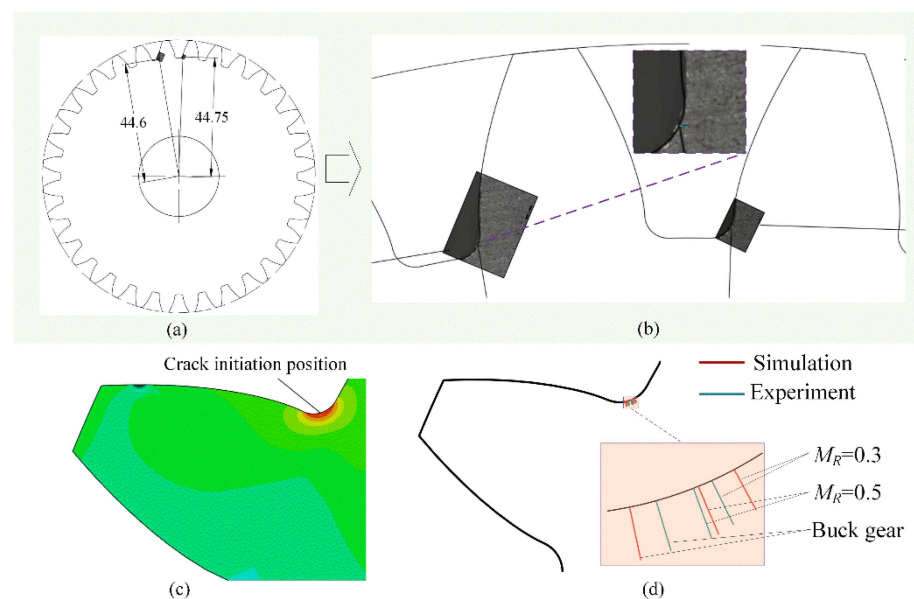 44.6
44.75
(a)
(b)
Crack initiation position
(c)
Simulation
Experiment
M_R=0.3
M_R=0.5
Buck gear
(d)